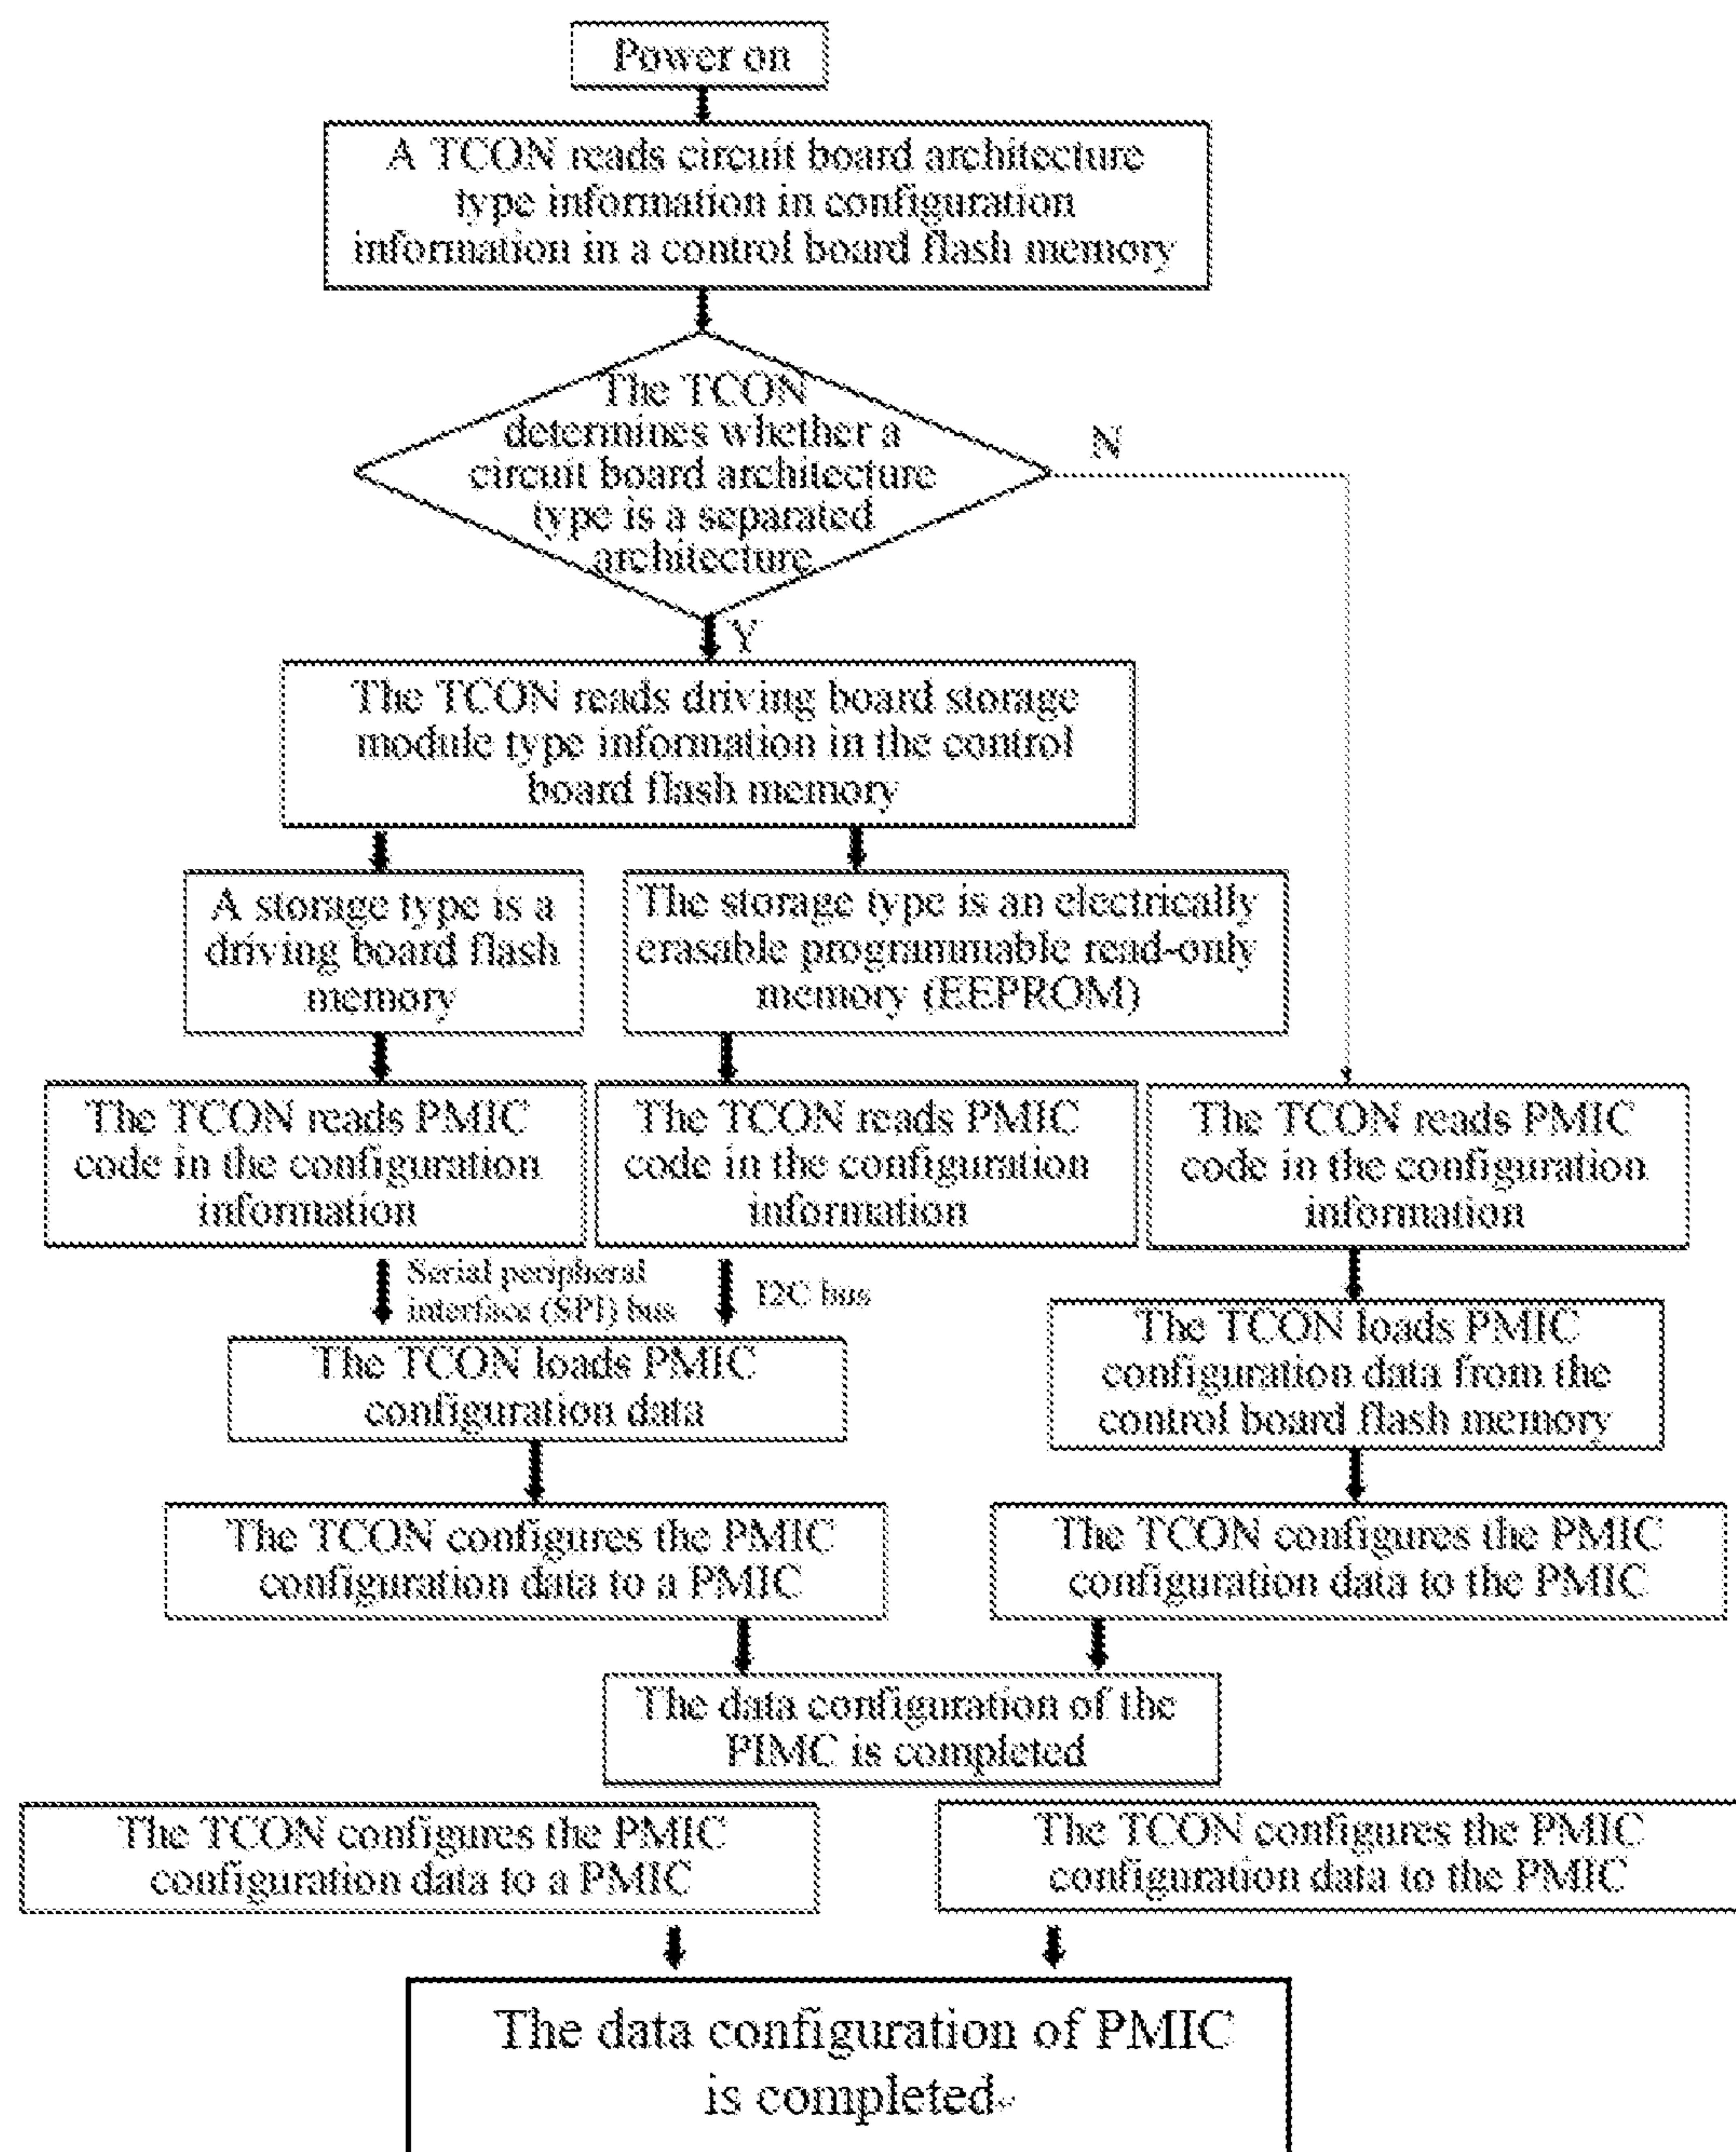 Power on
A TCON reads circuit board architecture
type information in configuration
information in a control board flash memory
The TCON
determines whether a
circuit board architecture
type is a separated
architecture
N
Y
The TCON reads driving board storage
module type information in the control
board flash memory
A storage type is a
driving board flash
memory
The storage type is an electrically
erasable programmable read-only
memory (EEPROM)
The TCON reads PMIC
code in the configuration
information
The TCON reads PMIC
code in the configuration
information
The TCON reads PMIC
code in the configuration
information
Serial peripheral
interface (SPI) bus
I2C bus
The TCON loads PMIC
configuration data
The TCON loads PMIC
configuration data from the
control board flash memory
The TCON configures the PMIC
configuration data to a PMIC
The TCON configures the PMIC
configuration data to the PMIC
The data configuration of the
PIMC is completed
The TCON configures the PMIC
configuration data to a PMIC
The TCON configures the PMIC
configuration data to the PMIC
The data configuration of PMIC
is completed